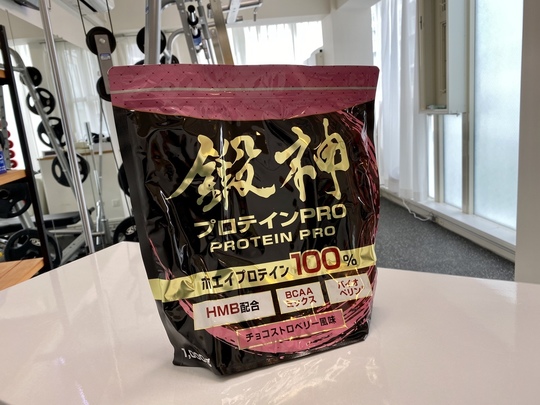 鍛神
プロテインPRO
PROTEIN PRO
ホエイプロテイン100%
HMB配合
BCAA
ミックス
バイオ
ペリン
チョコストロベリー風味